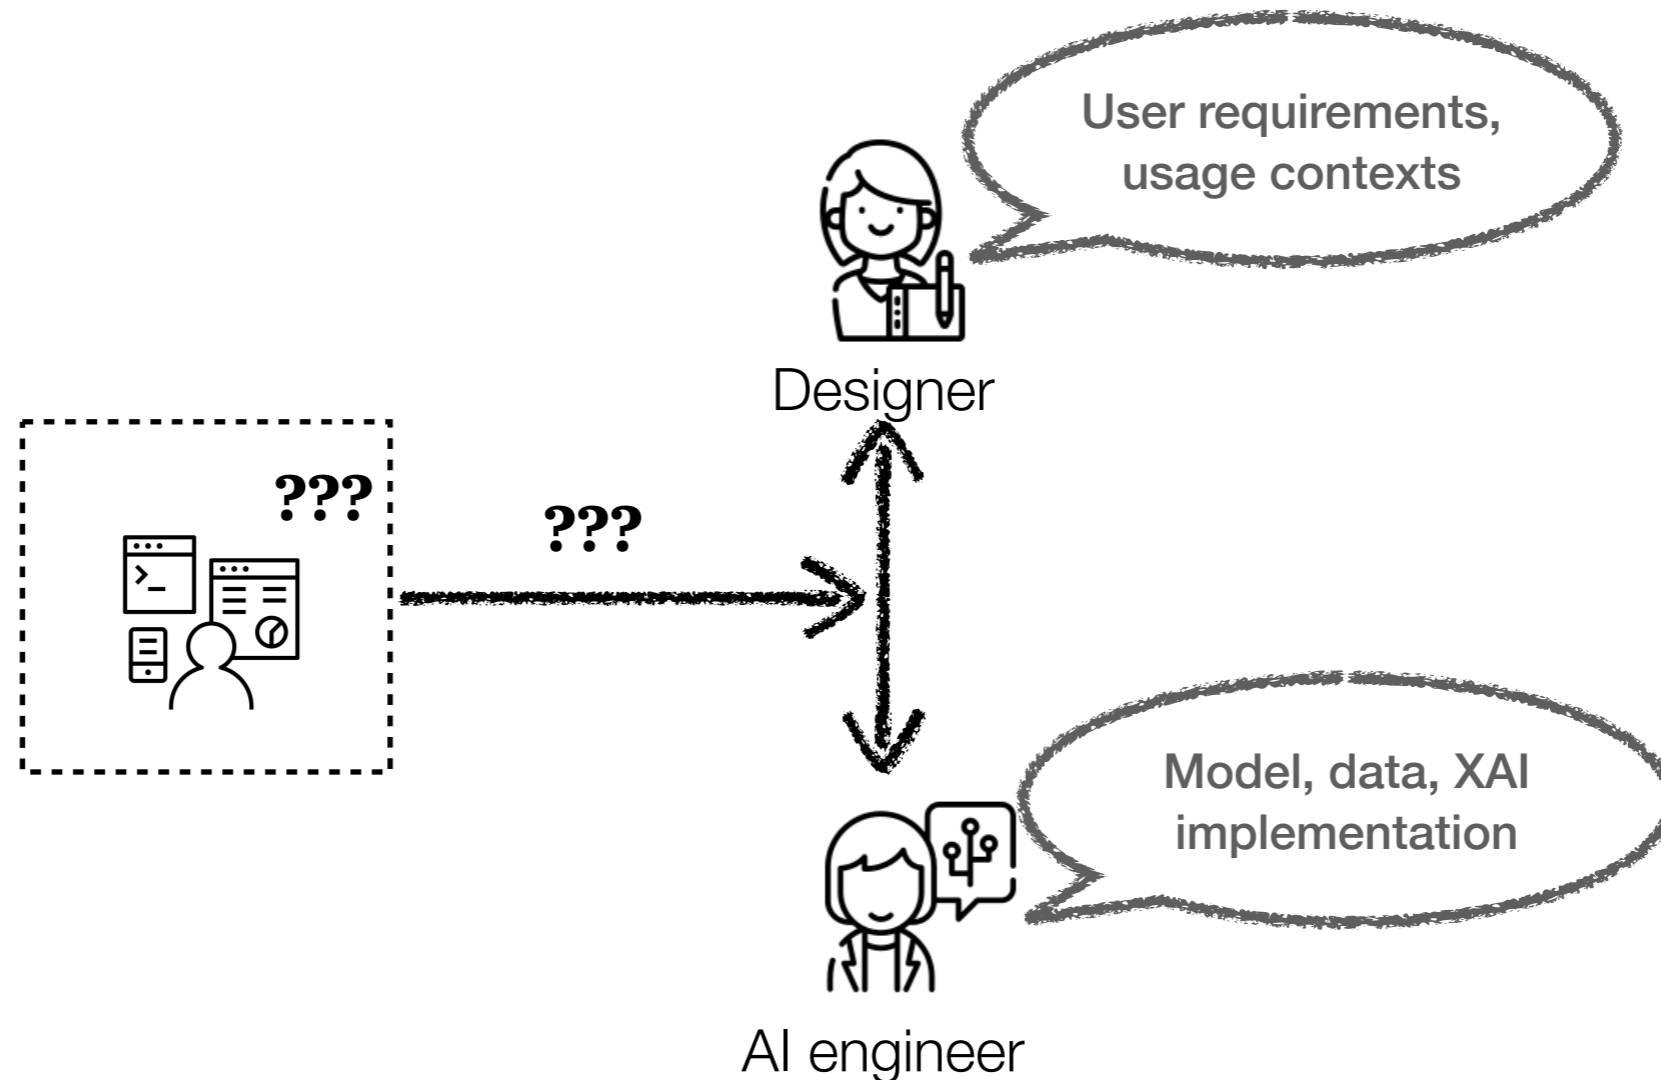 User requirements,
usage contexts
Designer
???
???
>_
Model, data, XAI
implementation
AI engineer